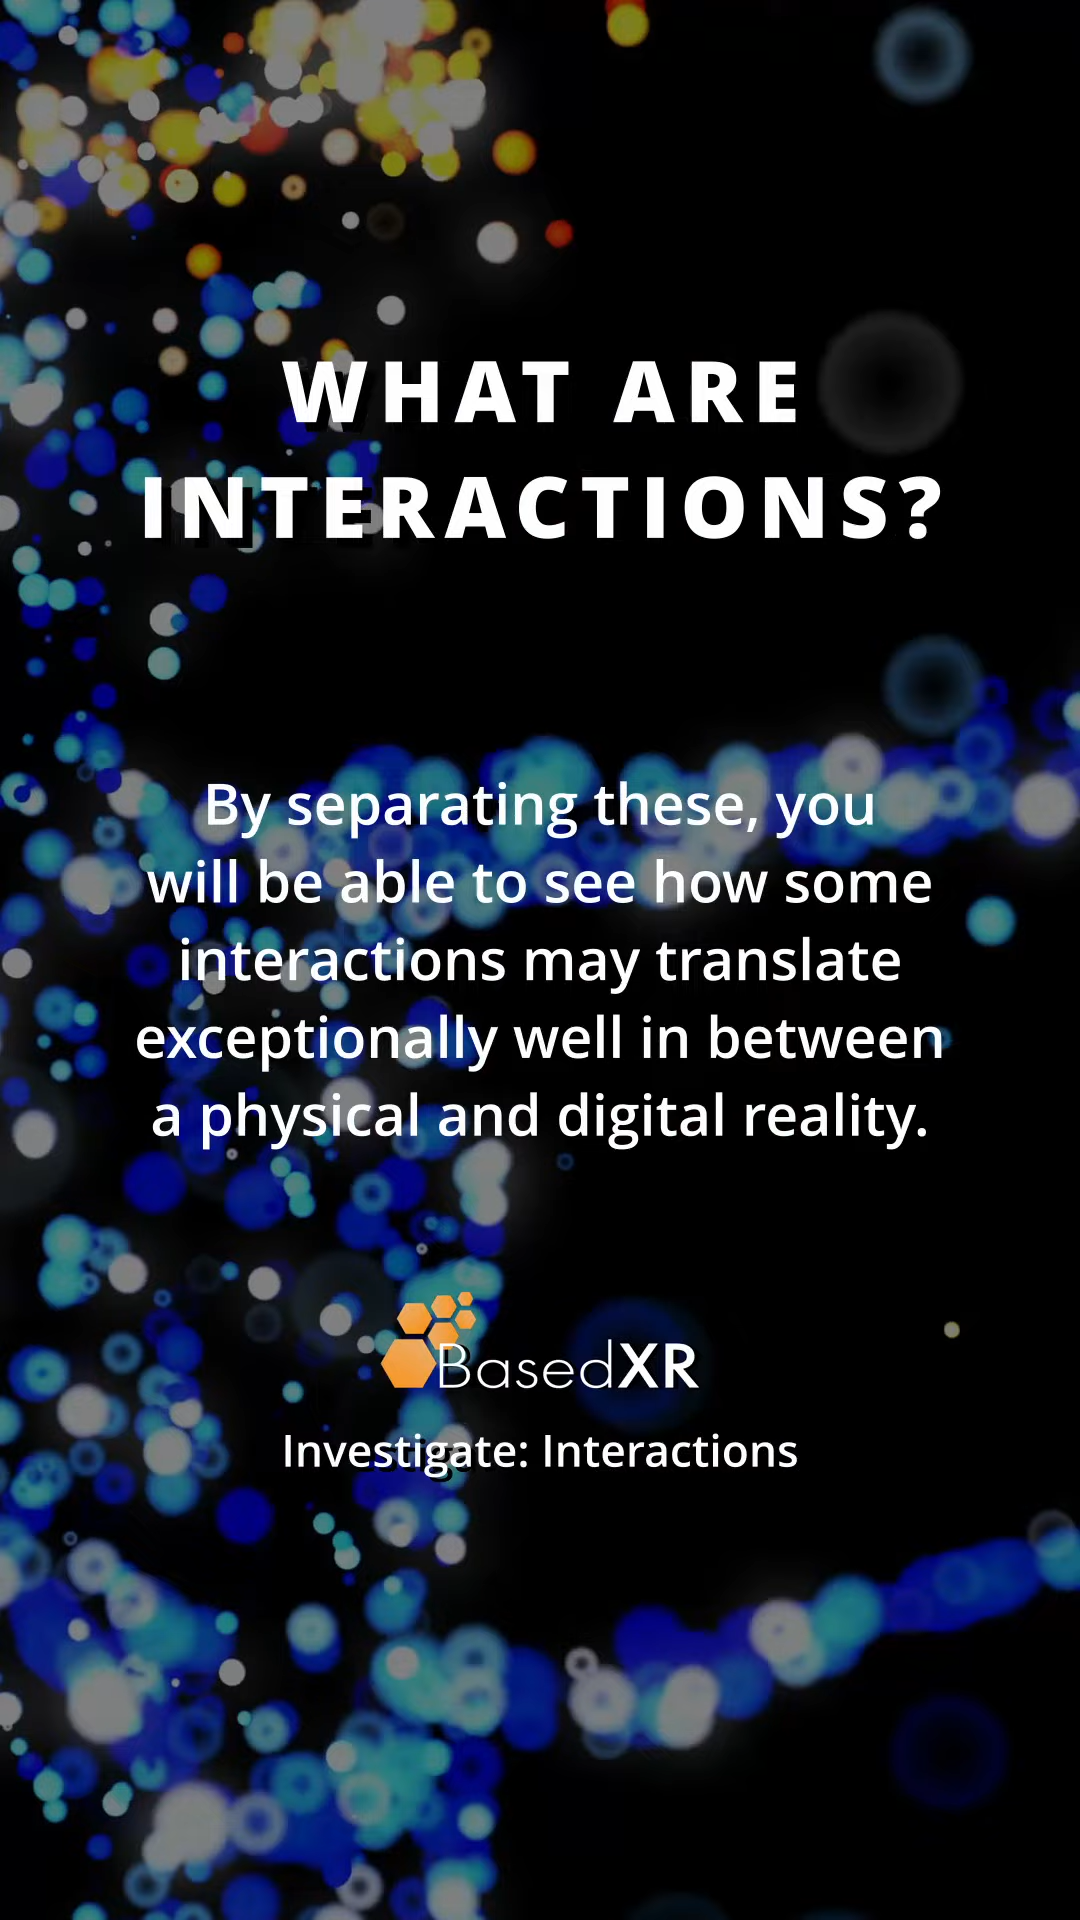 WHAT ARE
INTERACTIONS?
By separating these, you
will be able to see how some
interactions may translate
exceptionally well in between
a physical and digital reality.
BasedXR
Investigate: Interactions